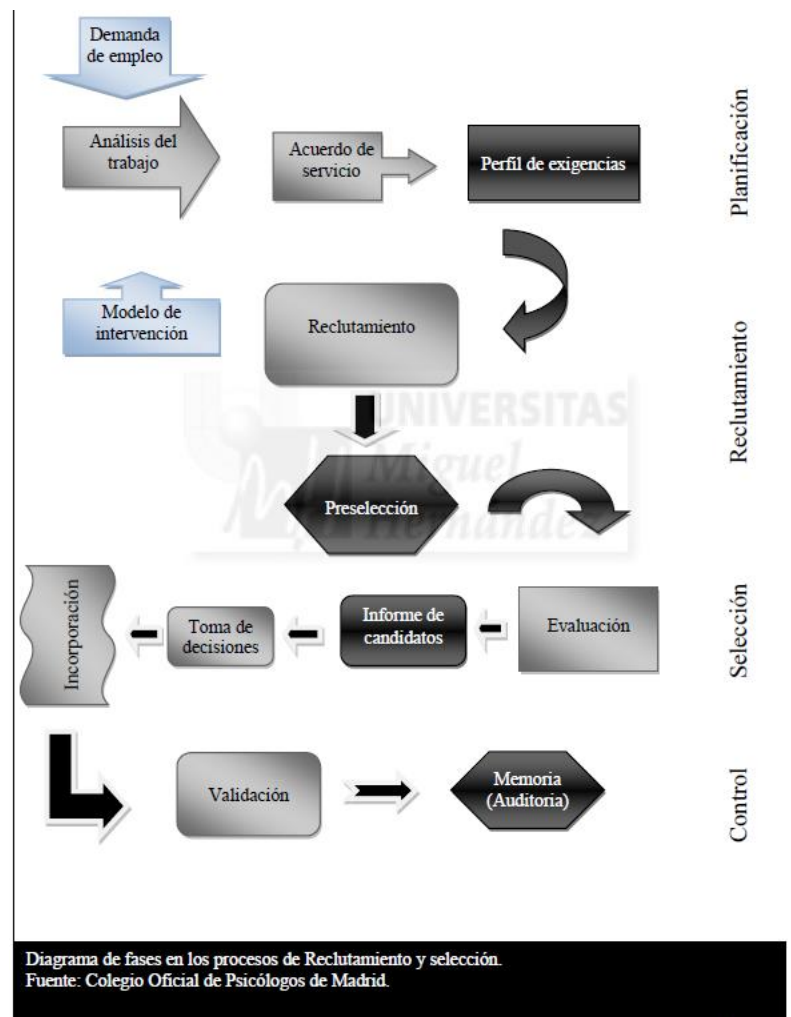 Demanda
de empleo
Análisis del
trabajo
Acuerdo de
servicio
Perfil de exigencias
Planificación
Modelo de
intervención
Reclutamiento
Reclutamiento
UNIVERSITAS
Miguel
Hernández
Preselección
Incorporación
Toma de
decisiones
Informe de
candidatos
Evaluación
Selección
Validación
Memoria
(Auditoria)
Control
Diagrama de fases en los procesos de Reclutamiento y selección.
Fuente: Colegio Oficial de Psicólogos de Madrid.